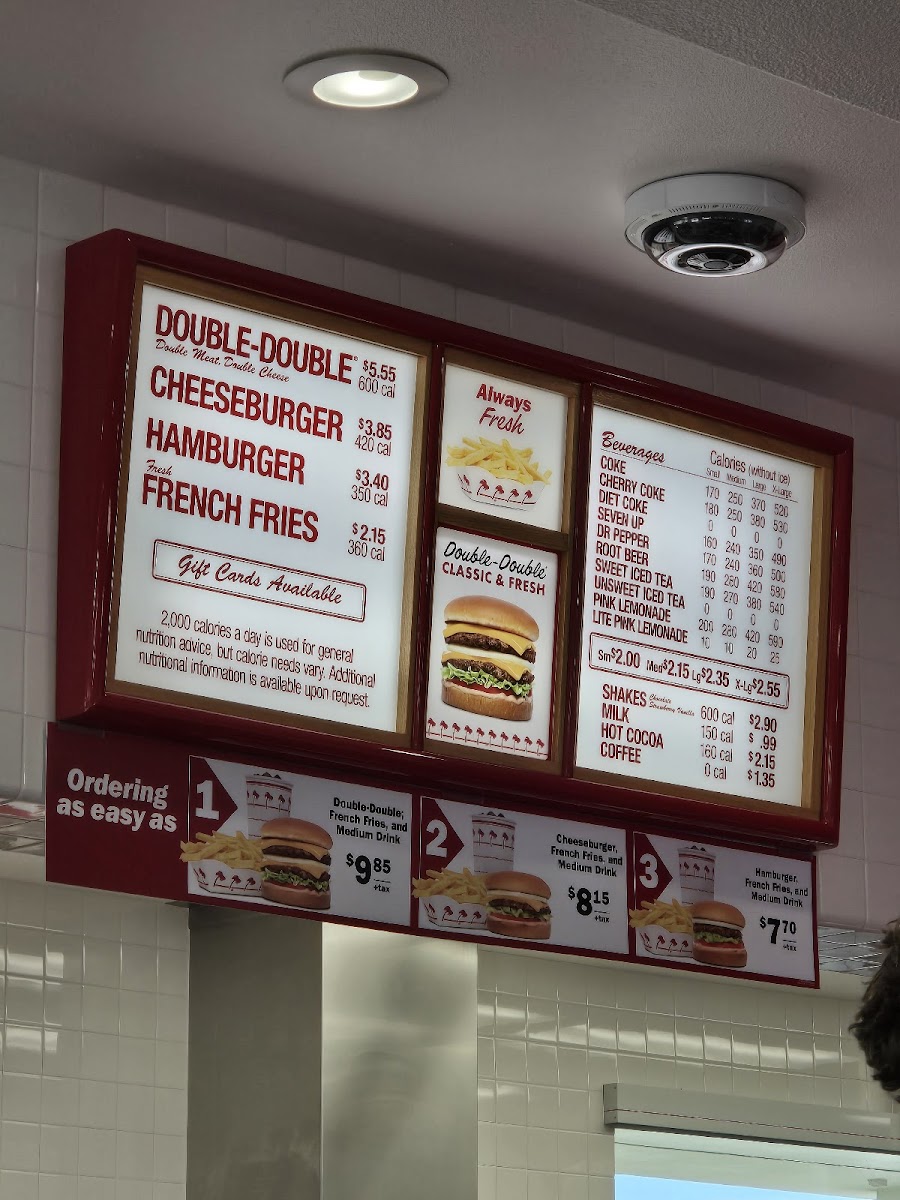 DOUBLE-DOUBLE® $5.55
Double Meat, Double Cheese 600 cal
CHEESEBURGER $3.85
420 cal
HAMBURGER $3.40
350 cal
Fresh
FRENCH FRIES $2.15
360 cal
Gift Cards Available
2,000 calories a day is used for general
nutrition advice, but calorie needs vary. Additional
nutritional information is available upon request.
Always
Fresh
Double-Double®
CLASSIC & FRESH
Beverages Calories (without ice)
Small Medium Large X-Large
COKE 170 250 370 520
CHERRY COKE 180 250 380 530
DIET COKE 0 0 0 0
SEVEN UP 160 240 350 490
DR PEPPER 170 240 360 500
ROOT BEER 190 280 420 580
SWEET ICED TEA 190 270 380 540
UNSWEET ICED TEA 0 0 0 0
PINK LEMONADE 200 280 420 590
LITE PINK LEMONADE 10 10 20 25
Sm$2.00 Med$2.15 Lg$2.35 X-Lg$2.55
SHAKES Chocolate Strawberry Vanilla 600 cal $2.90
MILK 150 cal $ .99
HOT COCOA 160 cal $2.15
COFFEE 0 cal $1.35
Ordering
as easy as
1
Double-Double,
French Fries, and
Medium Drink
$9.85
+tax
2
Cheeseburger,
French Fries, and
Medium Drink
$8.15
+tax
3
Hamburger,
French Fries, and
Medium Drink
$7.70
+tax